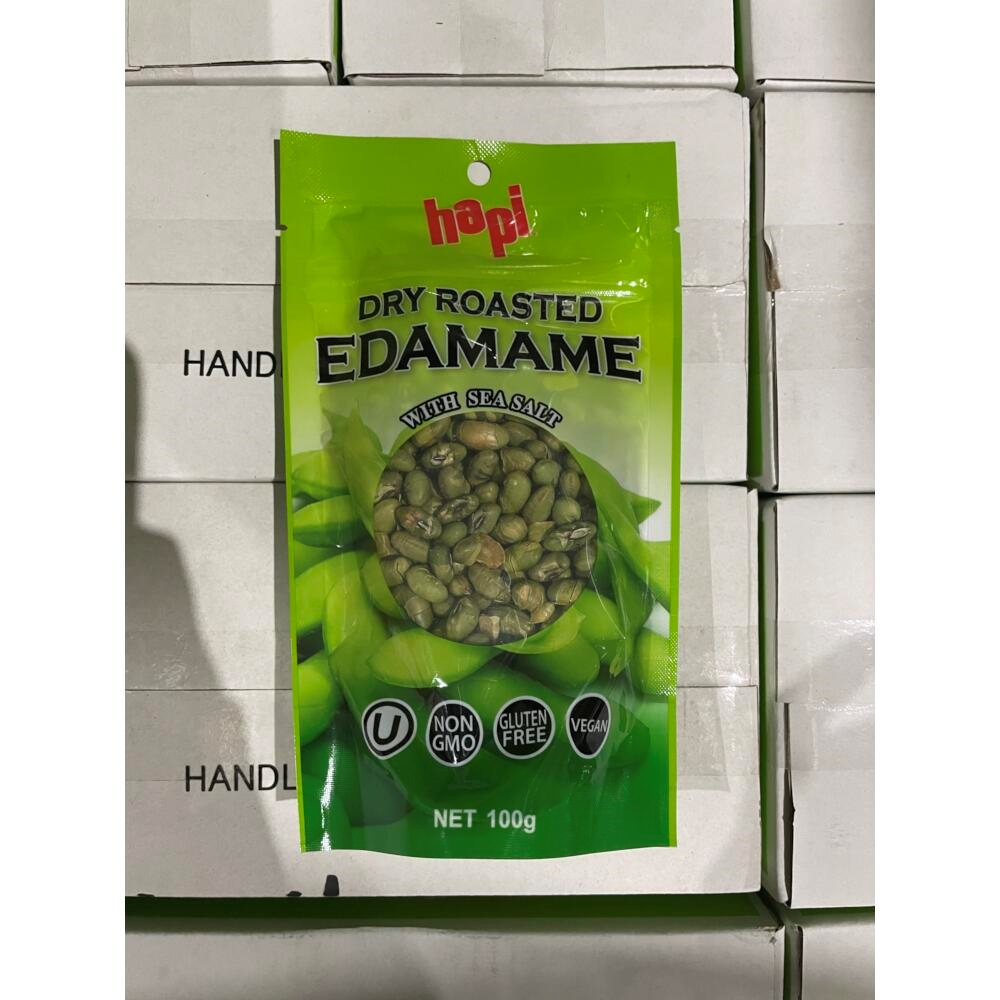 hapi
DRY ROASTED
EDAMAME
WITH SEA SALT
HANDL
U
NON
GMO
GLUTEN
FREE
VEGAN
HANDL
NET 100g